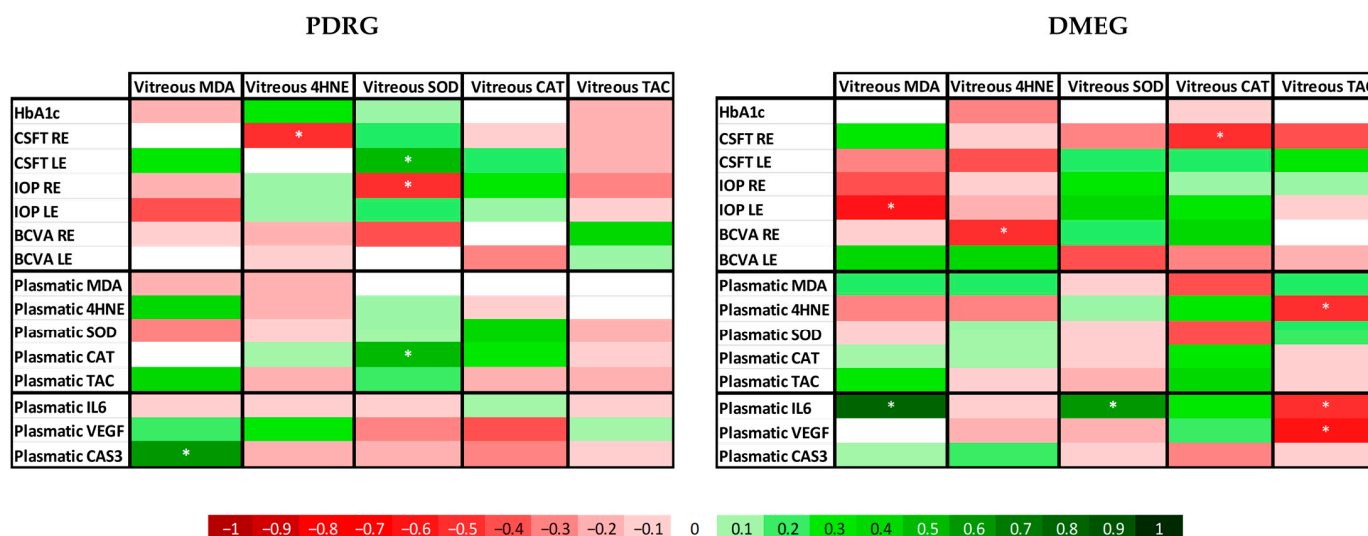 PDRG DMEG
Vitreous MDA Vitreous 4HNE Vitreous SOD Vitreous CAT Vitreous TAC Vitreous MDA Vitreous 4HNE Vitreous SOD Vitreous CAT Vitreous TAC
HbA1c HbA1c
CSFT RE * CSFT RE *
CSFT LE * CSFT LE
IOP RE * IOP RE
IOP LE IOP LE *
BCVA RE BCVA RE *
BCVA LE BCVA LE
Plasmatic MDA Plasmatic MDA
Plasmatic 4HNE Plasmatic 4HNE *
Plasmatic SOD Plasmatic SOD
Plasmatic CAT * Plasmatic CAT
Plasmatic TAC Plasmatic TAC
Plasmatic IL6 Plasmatic IL6 * * *
Plasmatic VEGF Plasmatic VEGF *
Plasmatic CAS3 * Plasmatic CAS3
−1 −0.9 −0.8 −0.7 −0.6 −0.5 −0.4 −0.3 −0.2 −0.1 0 0.1 0.2 0.3 0.4 0.5 0.6 0.7 0.8 0.9 1